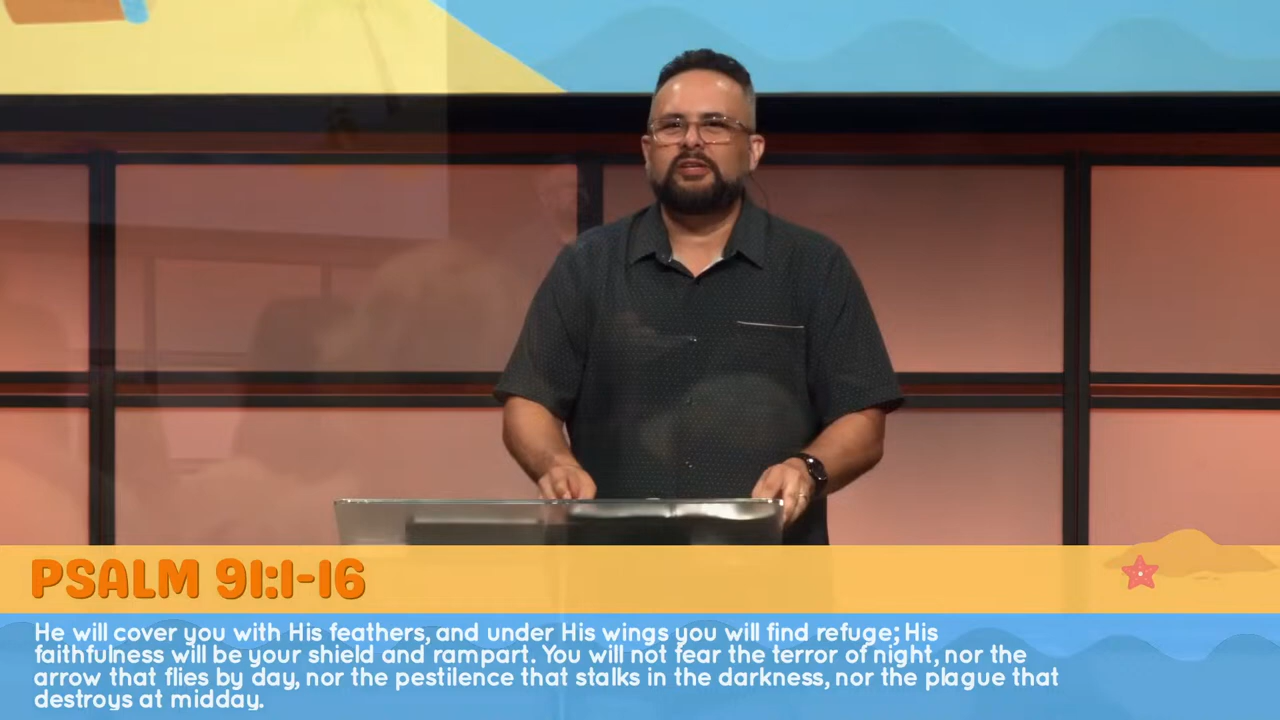 PSALM 91:1-16
He will cover you with His feathers, and under His wings you will find refuge; His
faithfulness will be your shield and rampart. You will not fear the terror of night, nor the
arrow that flies by day, nor the pestilence that stalks in the darkness, nor the plague that
destroys at midday.